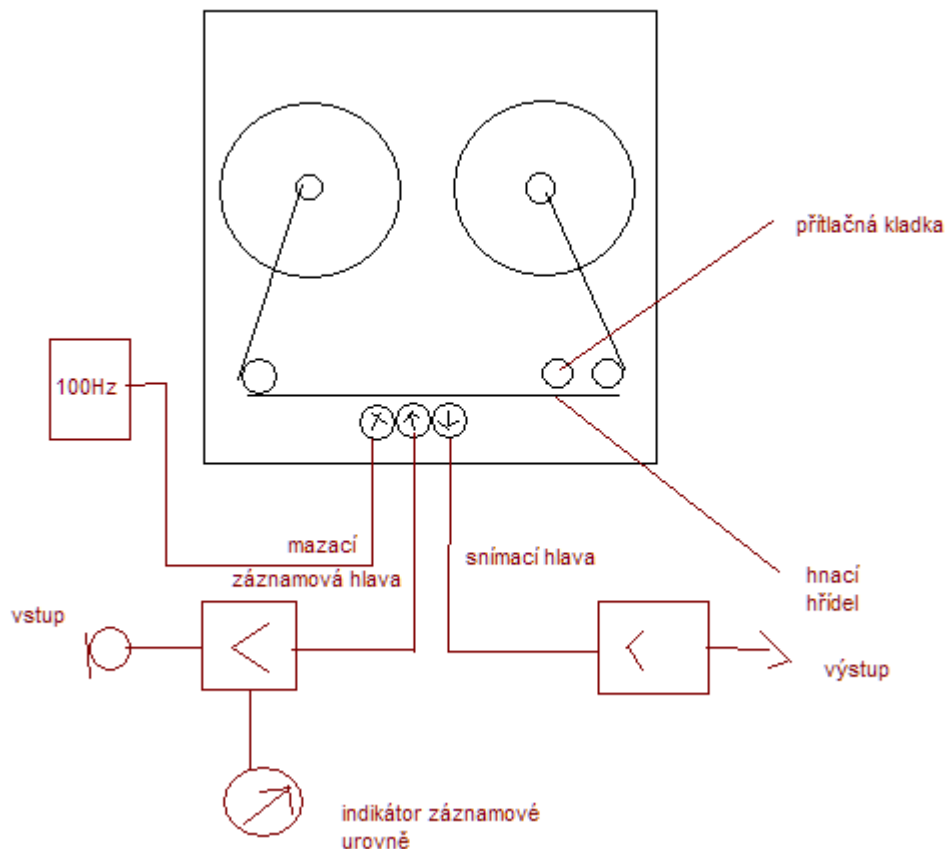 přítlačná kladka
100Hz
mazací
záznamová hlava
snímací hlava
hnací
hřídel
vstup
výstup
indikátor záznamové
urovně